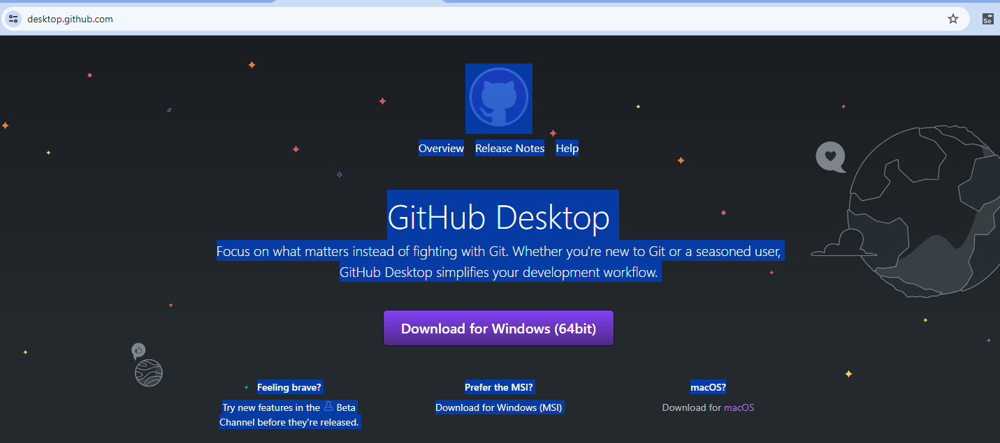 desktop.github.com
Se
Overview Release Notes Help
GitHub Desktop
Focus on what matters instead of fighting with Git. Whether you're new to Git or a seasoned user,
GitHub Desktop simplifies your development workflow.
Download for Windows (64bit)
Feeling brave?
Try new features in the Beta
Channel before they're released.
Prefer the MSI?
Download for Windows (MSI)
macOS?
Download for macOS